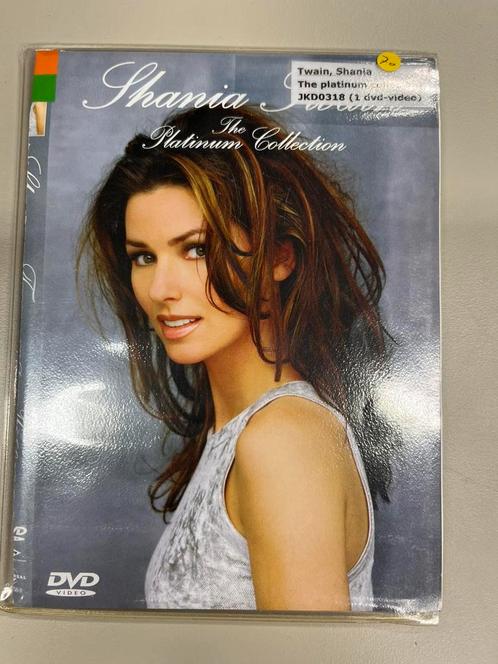 Shania
The
Platinum Collection
Twain, Shania
The platinum
JKD0318 (1 dvd-video)
DVD
VIDEO